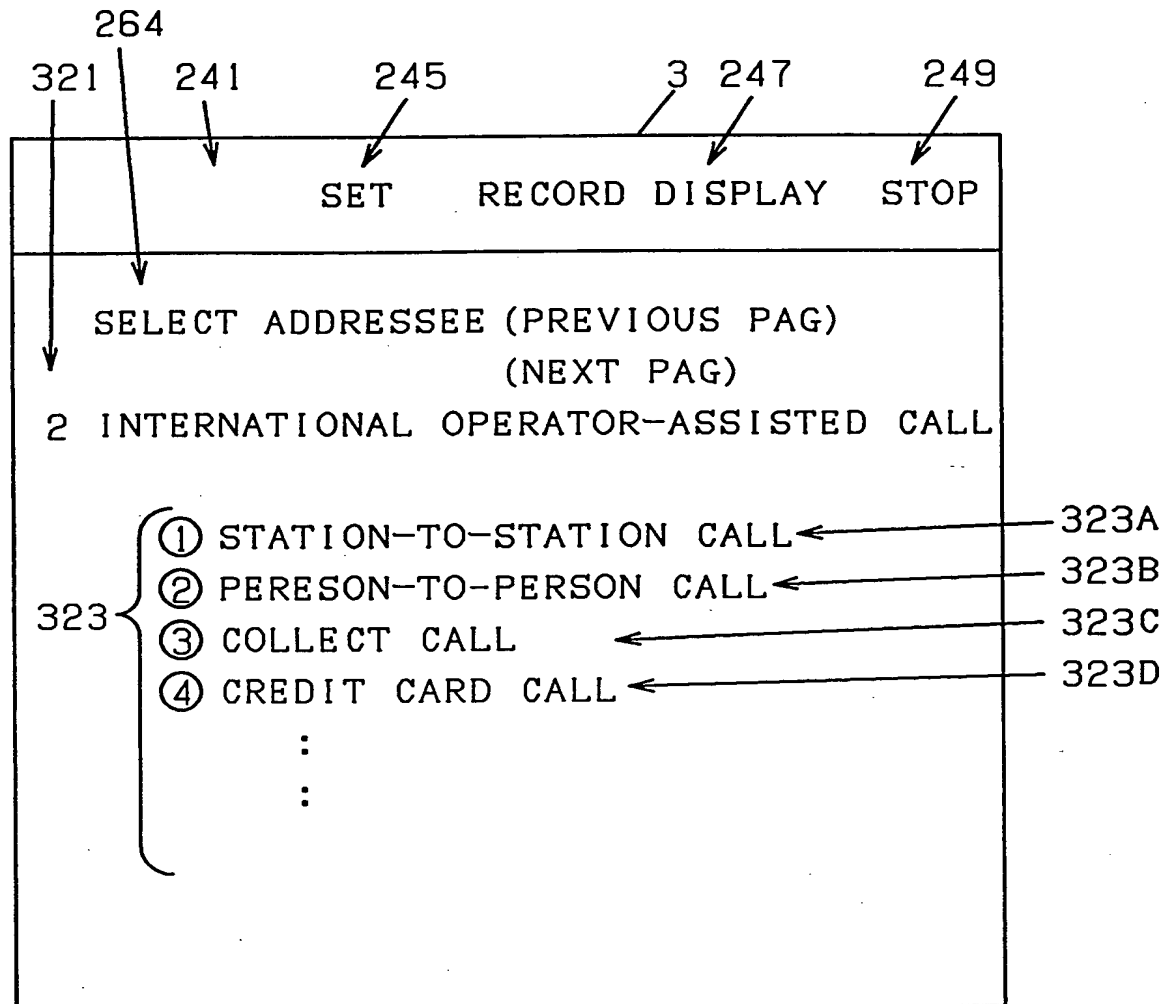 264
321 241 245 3 247 249
SET RECORD DISPLAY STOP
SELECT ADDRESSEE (PREVIOUS PAG)
(NEXT PAG)
2 INTERNATIONAL OPERATOR-ASSISTED CALL
① STATION-TO-STATION CALL 323A
② PERESON-TO-PERSON CALL 323B
323 ③ COLLECT CALL 323C
④ CREDIT CARD CALL 323D
:
: